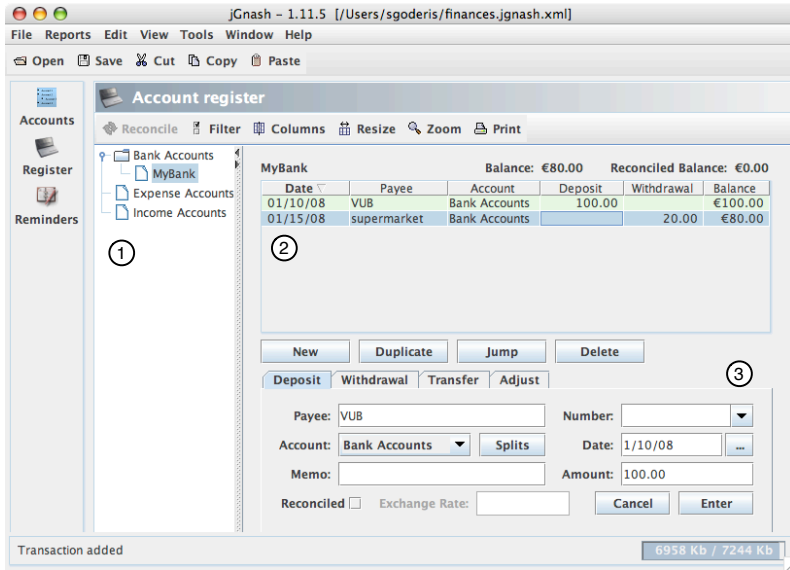 jGnash – 1.11.5 [/Users/sgoderis/finances.jgnash.xml]
File Reports Edit View Tools Window Help
Open Save Cut Copy Paste
Accounts
Register
Reminders
Account register
Reconcile Filter Columns Resize Zoom Print
Bank Accounts
MyBank
Expense Accounts
Income Accounts
1
MyBank Balance: €80.00 Reconciled Balance: €0.00
Date Payee Account Deposit Withdrawal Balance
01/10/08 VUB Bank Accounts 100.00 €100.00
01/15/08 supermarket Bank Accounts 20.00 €80.00
2
New Duplicate Jump Delete
3
Deposit Withdrawal Transfer Adjust
Payee: VUB Number:
Account: Bank Accounts Splits Date: 1/10/08 ...
Memo: Amount: 100.00
Reconciled Exchange Rate: Cancel Enter
Transaction added 6958 Kb / 7244 Kb